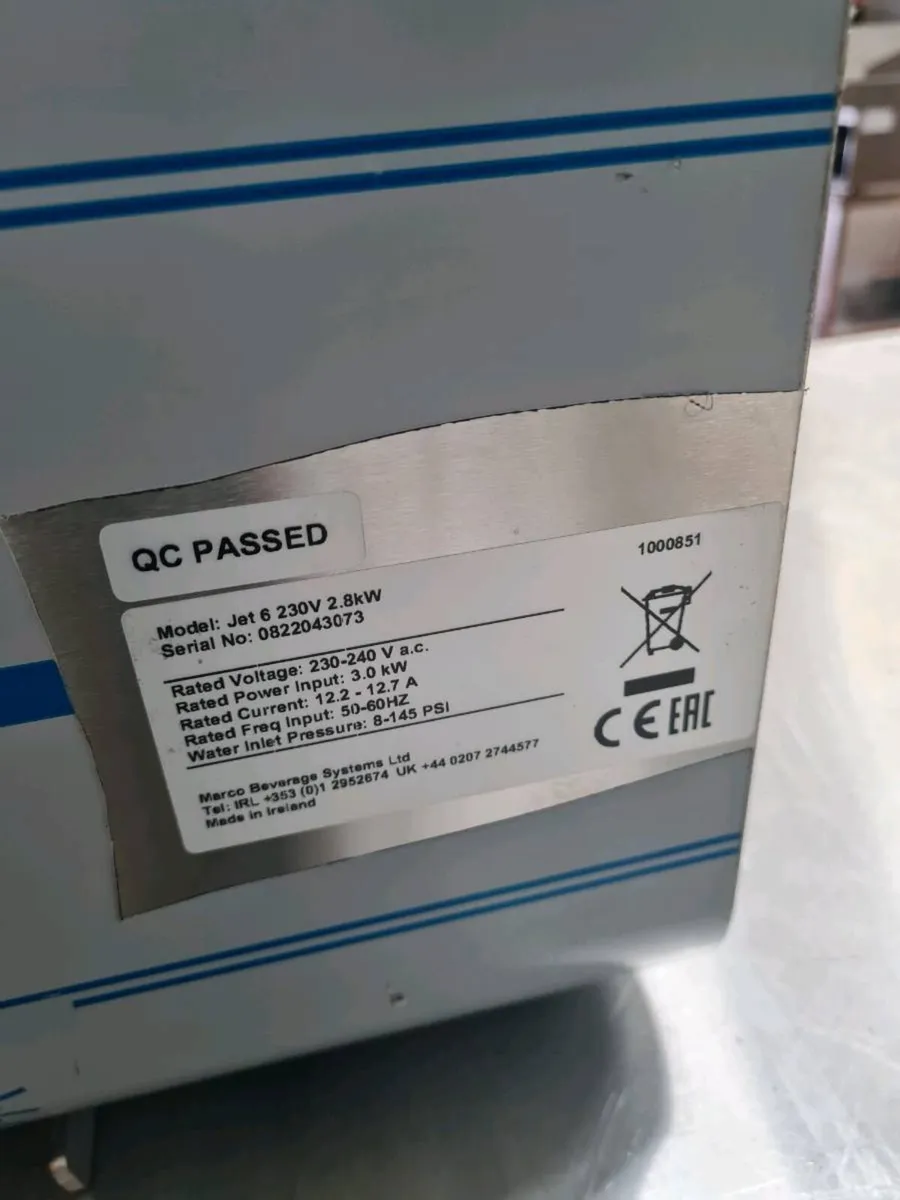 QC PASSED
1000851
Model: Jet 6 230V 2.8kW
Serial No: 0822043073
Rated Voltage: 230-240 V a.c.
Rated Power Input: 3.0 kW
Rated Current: 12.2 - 12.7 A
Rated Freq Input: 50-60HZ
Water Inlet Pressure: 8-145 PSI
Marco Beverage Systems Ltd
Tel: IRL +353 (0)1 2952674 UK +44 0207 2744577
Made in Ireland
CE EAC